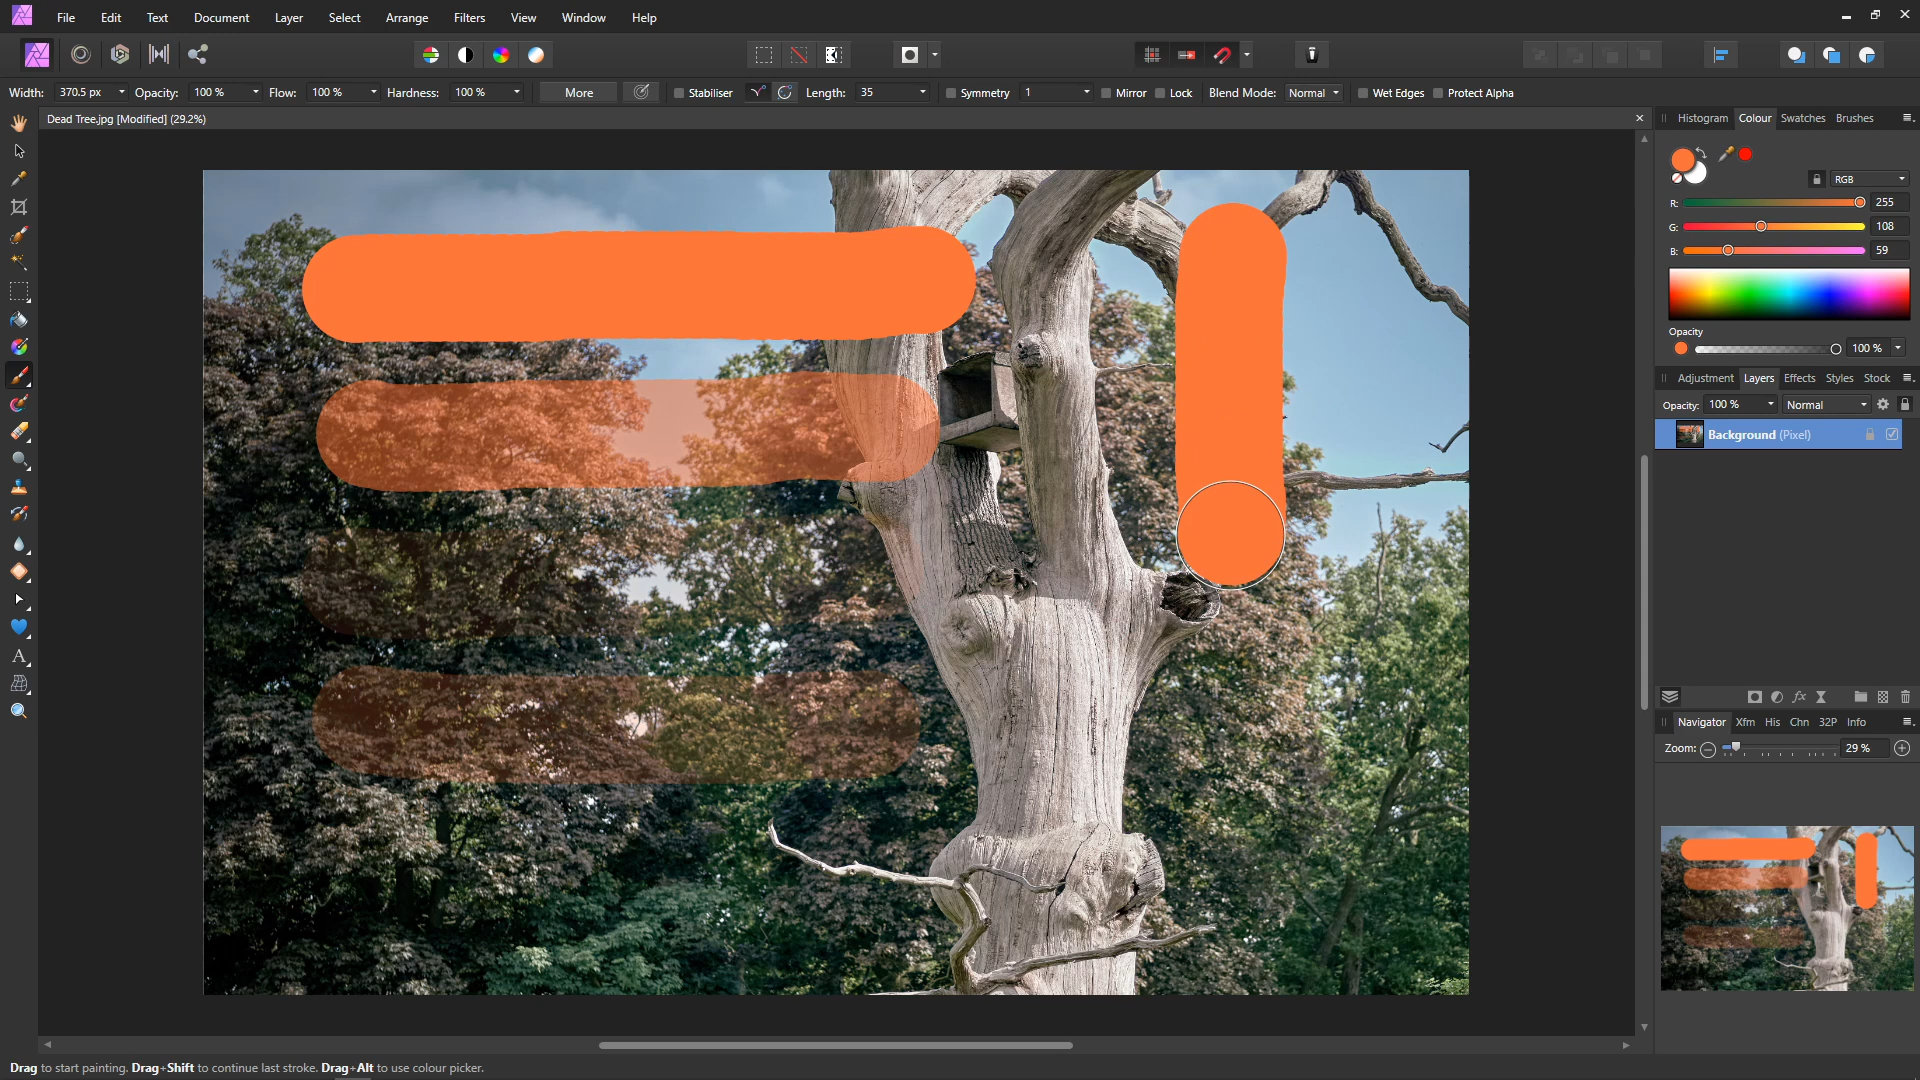 File Edit Text Document Layer Select Arrange Filters View Window Help
Width: 370.5 px Opacity: 100 % Flow: 100 % Hardness: 100 % More Stabiliser Length: 35 Symmetry 1 Mirror Lock Blend Mode: Normal Wet Edges Protect Alpha
Dead Tree.jpg [Modified] (29.2%)
Histogram Colour Swatches Brushes
RGB
R: 255
G: 108
B: 59
Opacity
100 %
Adjustment Layers Effects Styles Stock
Opacity: 100 % Normal
Background (Pixel)
fx
Navigator Xfm His Chn 32P Info
Zoom: 29 %
A
Drag to start painting. Drag+Shift to continue last stroke. Drag+Alt to use colour picker.